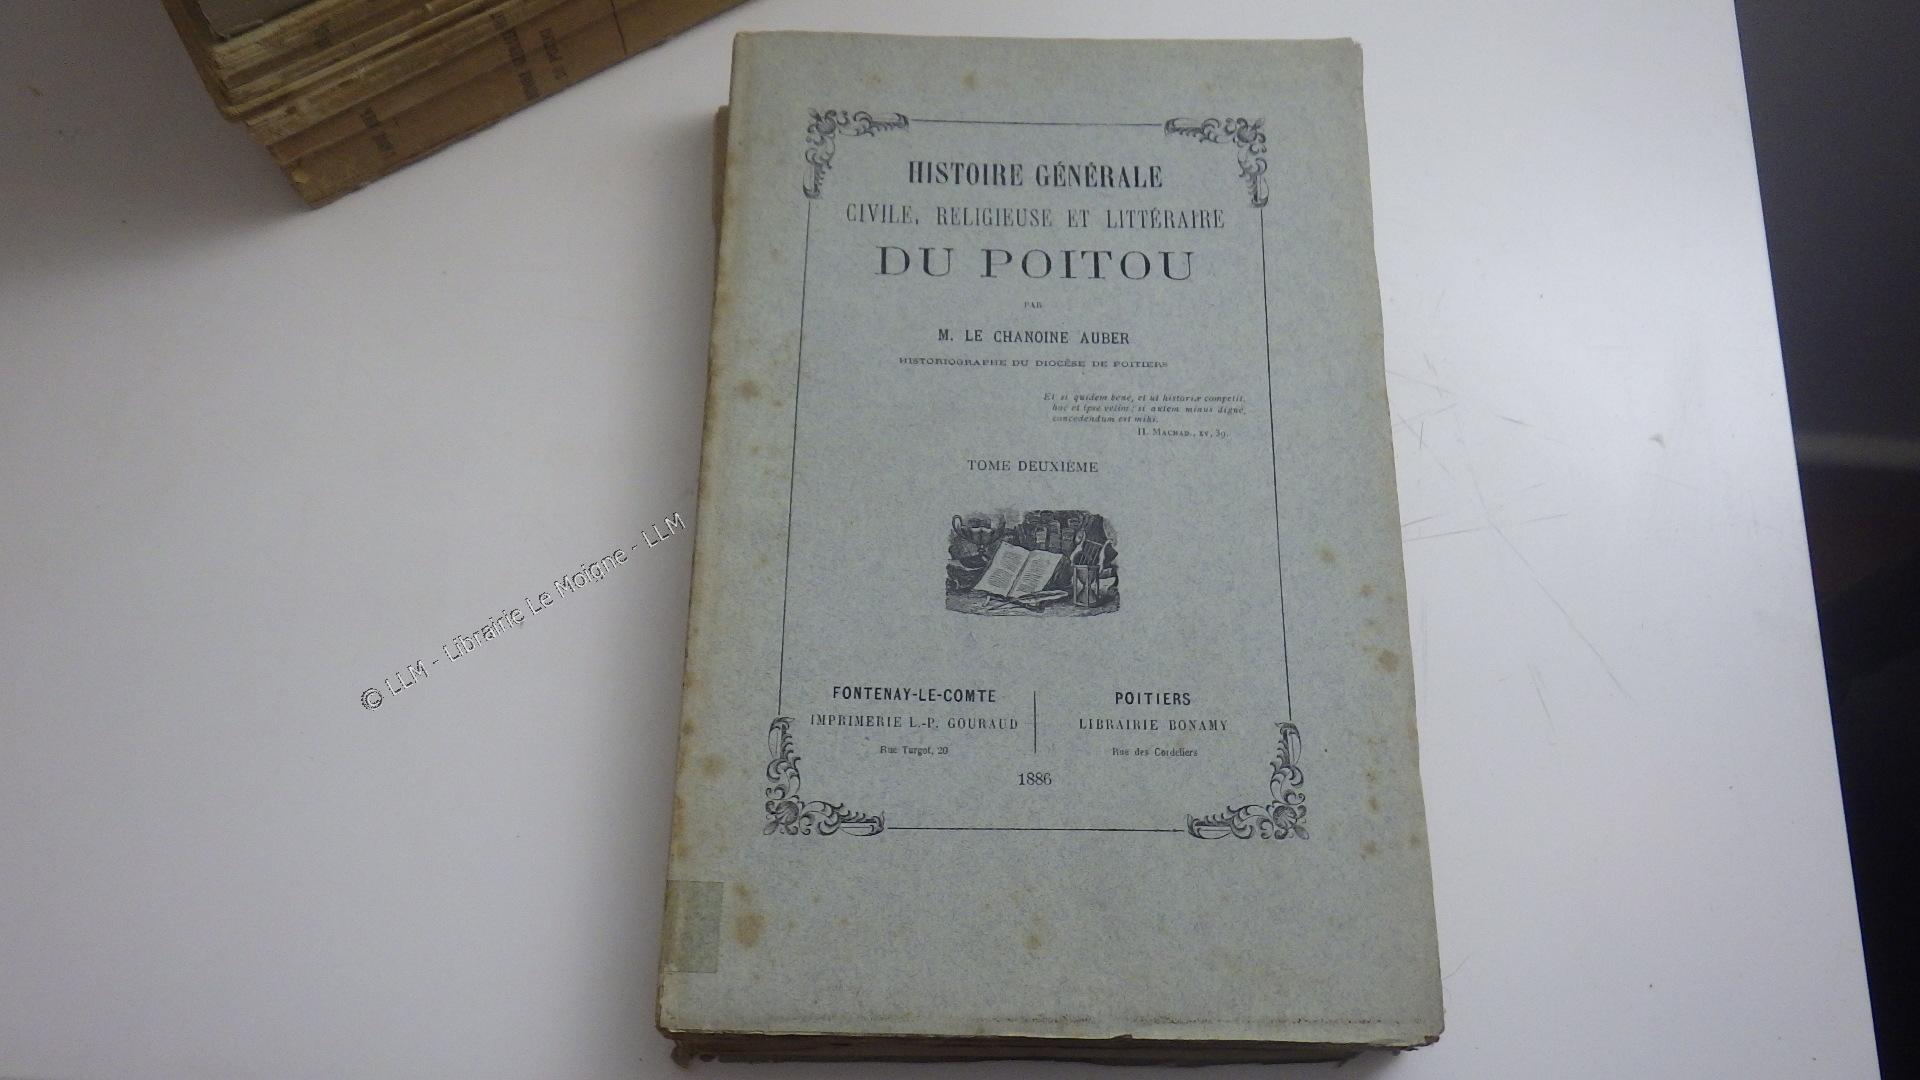 HISTOIRE GÉNÉRALE
CIVILE, RELIGIEUSE ET LITTÉRAIRE
DU POITOU
PAR
M. LE CHANOINE AUBER
HISTORIOGRAPHE DU DIOCÈSE DE POITIERS
Et si quidem benè, et ut historiæ competit,
hoc et ipse velim; si autem minus dignè,
concedendum est mihi.
II. MACHAB., XV, 39.
TOME DEUXIÈME
FONTENAY-LE-COMTE
IMPRIMERIE L.-P. GOURAUD
Rue Turgot, 20
POITIERS
LIBRAIRIE BONAMY
Rue des Cordeliers
1886
© LLM - Librairie Le Moigne - LLM